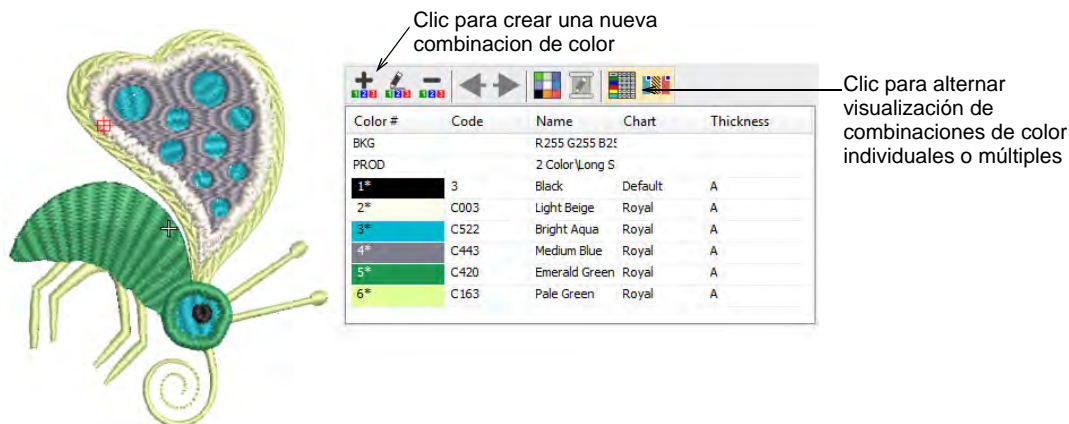 Clic para crear una nueva
combinacion de color
Clic para alternar
visualización de
combinaciones de color
individuales o múltiples
Color # Code Name Chart Thickness
BKG R255 G255 B25
PROD 2 Color\Long S
1* 3 Black Default A
2* C003 Light Beige Royal A
3* C522 Bright Aqua Royal A
4* C443 Medium Blue Royal A
5* C420 Emerald Green Royal A
6* C163 Pale Green Royal A